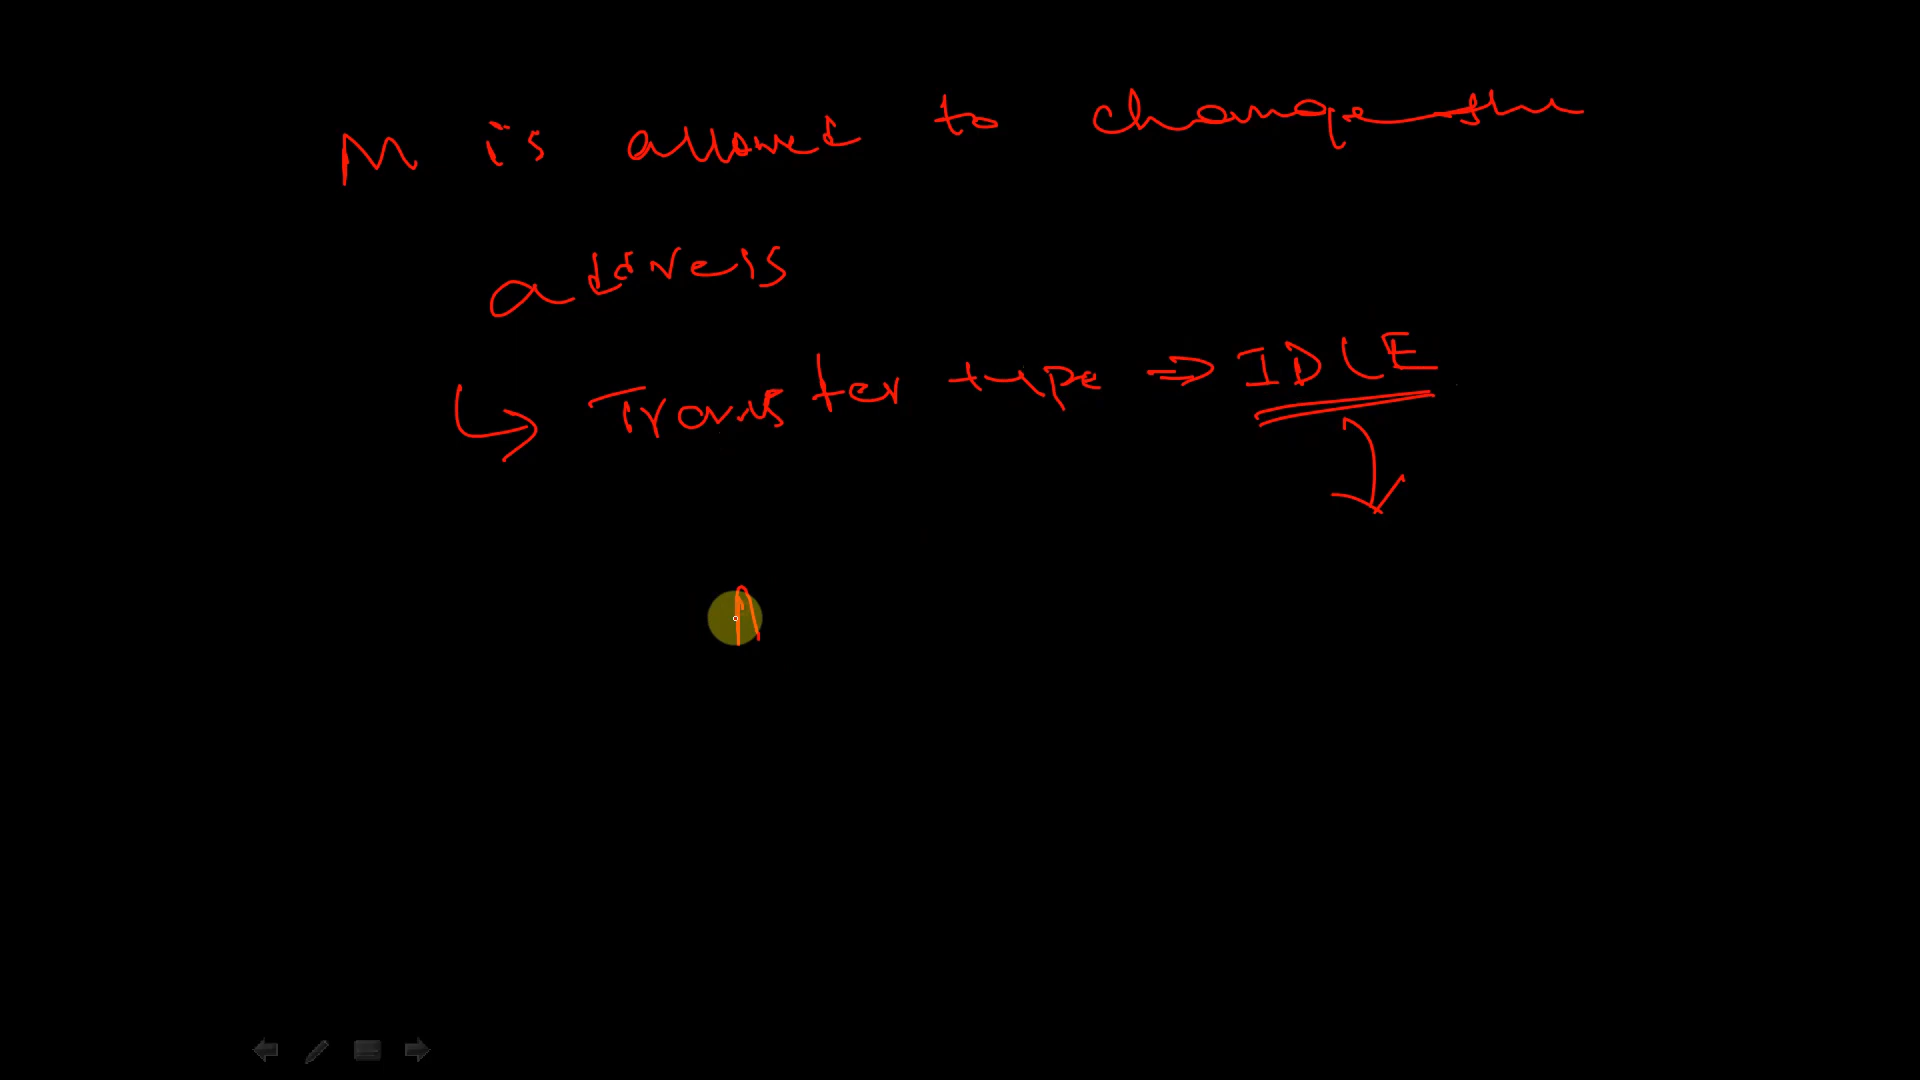 M is allowed to change the
address
↳ Transfer type ⇒ IDLE